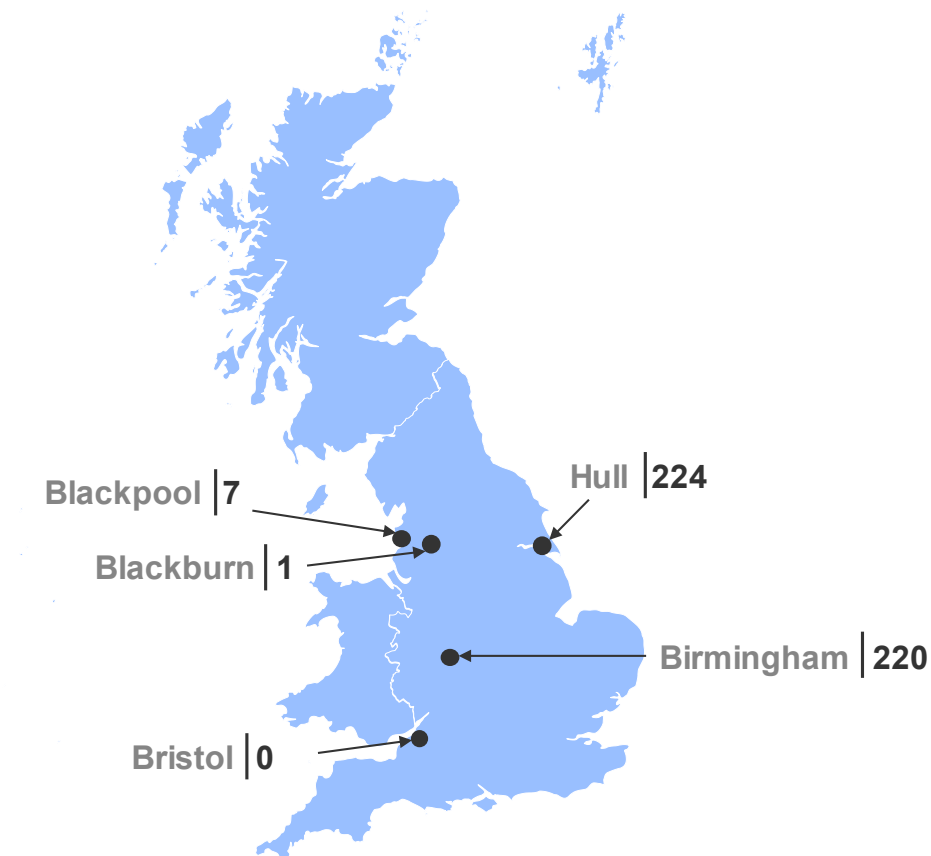 Hull | 224
Blackpool | 7
Blackburn | 1
Birmingham | 220
Bristol | 0